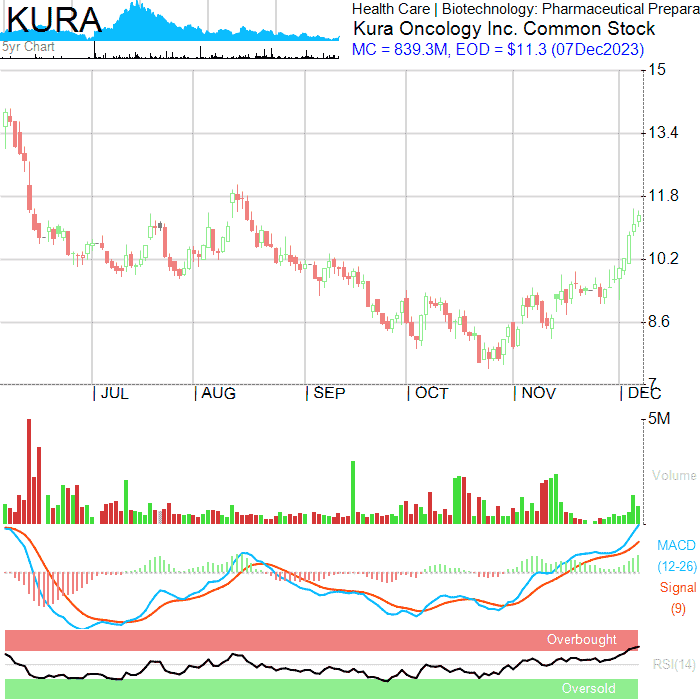 KURA
5yr Chart
Health Care | Biotechnology: Pharmaceutical Prepara
Kura Oncology Inc. Common Stock
MC = 839.3M, EOD = $11.3 (07Dec2023)
15
13.4
11.8
10.2
8.6
7
| JUL | AUG | SEP | OCT | NOV | DEC
5M
Volume
MACD
(12-26)
Signal
(9)
Overbought
RSI(14)
Oversold